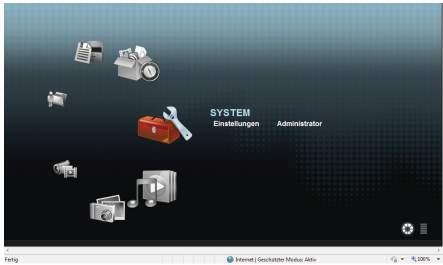 SYSTEM
Einstellungen Administrator
Fertig
Internet | Geschützter Modus: Aktiv
100%